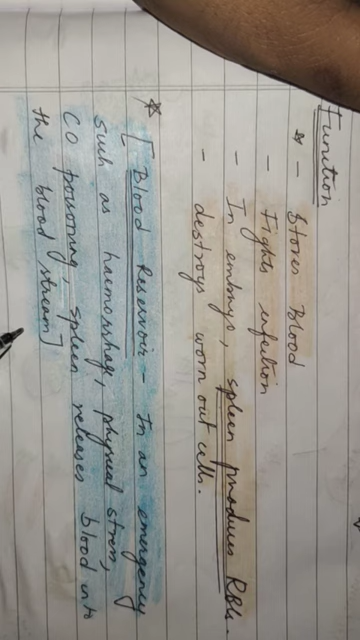 Function
* - Stores Blood
- Fights infection
- In embryo, spleen produces RBCs
- destroys worn out cells.
* [Blood Reservoir - In an emergency
such as haemorrhage, physical stress,
CO poisoning, spleen releases blood into
the blood stream]